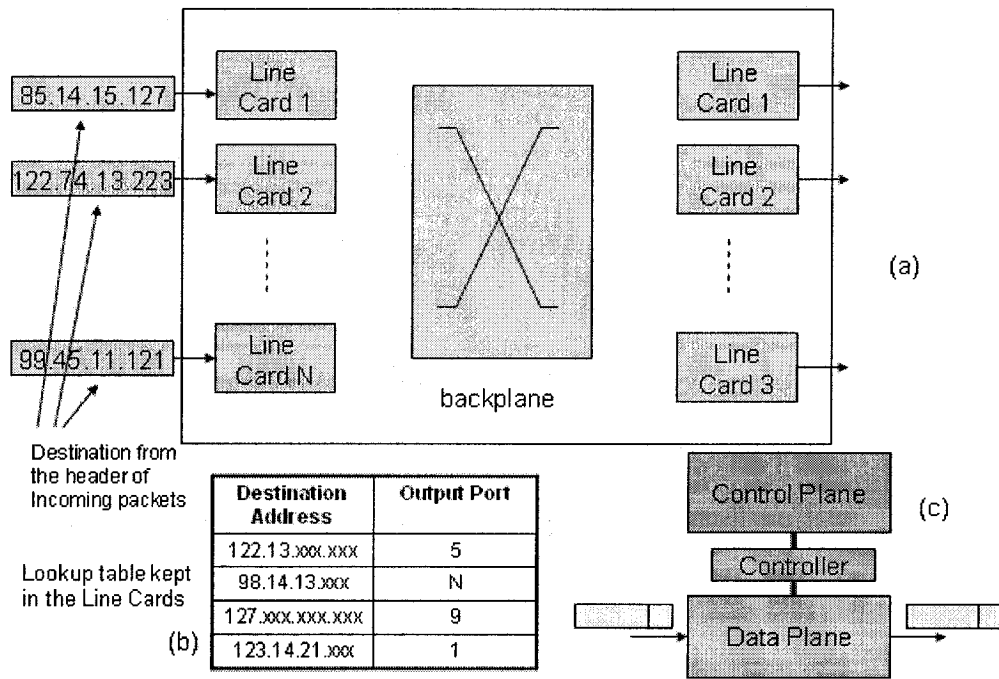 85.14.15.127
122.74.13.223
99.45.11.121
Line
Card 1
Line
Card 2
Line
Card N
backplane
Line
Card 1
Line
Card 2
Line
Card 3
(a)
Destination from
the header of
Incoming packets
Lookup table kept
in the Line Cards
(b)
Destination
Address
Output Port
122.13.xxx.xxx
5
98.14.13.xxx
N
127.xxx.xxx.xxx
9
123.14.21.xxx
1
Control Plane
(c)
Controller
Data Plane